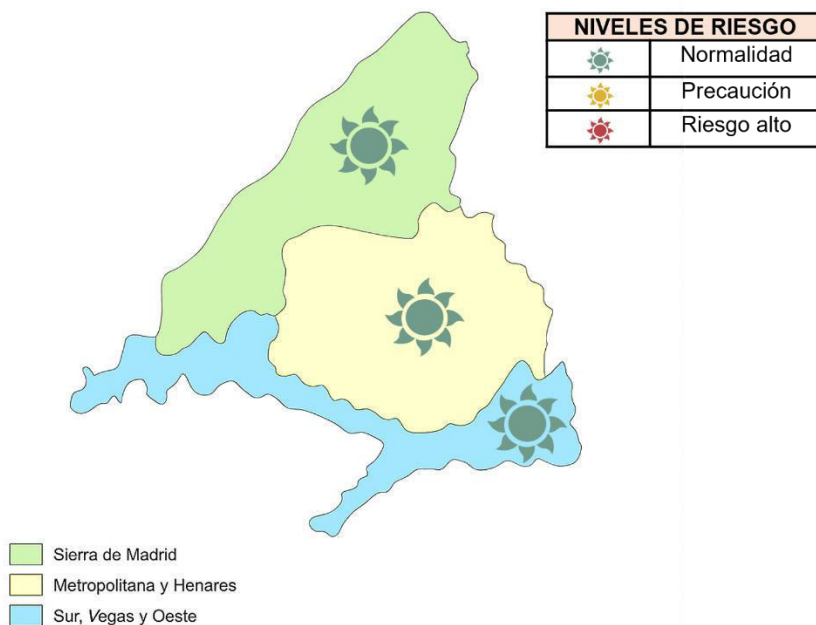 NIVELES DE RIESGO
Normalidad
Precaución
Riesgo alto
Sierra de Madrid
Metropolitana y Henares
Sur, Vegas y Oeste